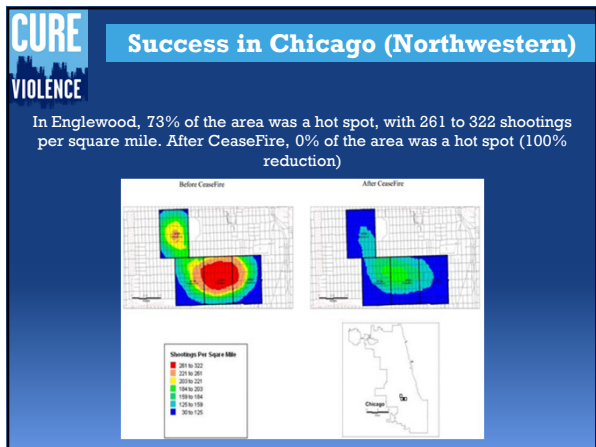 CURE
VIOLENCE
Success in Chicago (Northwestern)
In Englewood, 73% of the area was a hot spot, with 261 to 322 shootings
per square mile. After CeaseFire, 0% of the area was a hot spot (100%
reduction)
Before CeaseFire
After CeaseFire
Shootings Per Sqare Mile
261 to 322
221 to 261
203 to 221
184 to 203
159 to 184
125 to 159
30 to 125
Chicago